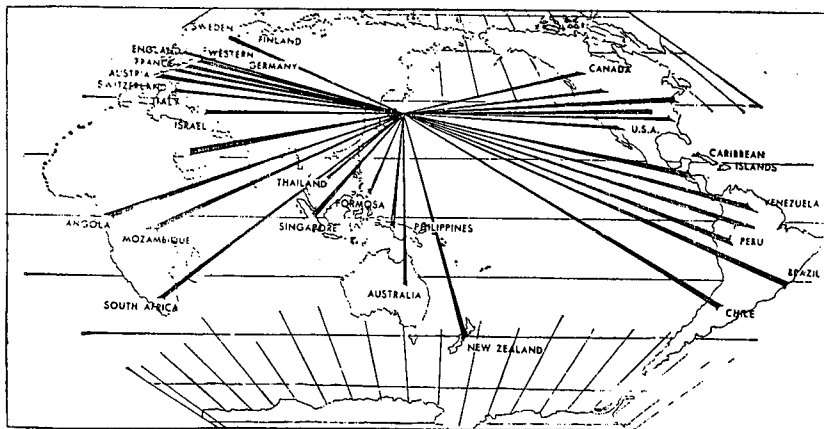 SWEDEN
FINLAND
ENGLAND
WESTERN
GERMANY
FRANCE
AUSTRIA
SWITZERLAND
ITALY
ISRAEL
CANADA
U.S.A.
CARIBBEAN
ISLANDS
THAILAND
FORMOSA
VENEZUELA
ANGOLA
MOZAMBIQUE
SINGAPORE
PHILIPPINES
PERU
BRAZIL
SOUTH AFRICA
AUSTRALIA
CHILE
NEW ZEALAND